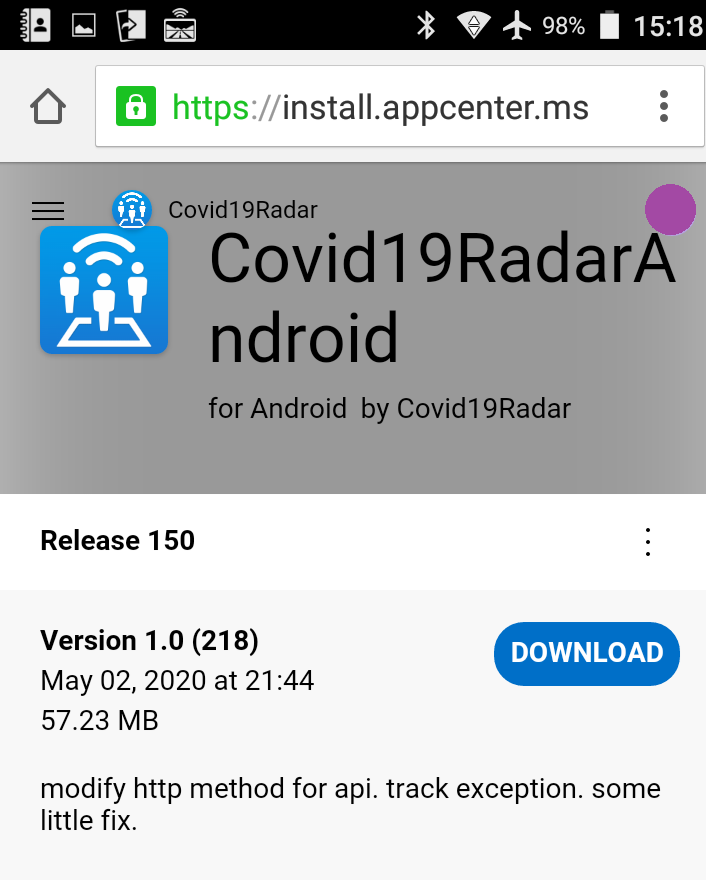 98% 15:18
https://install.appcenter.ms
Covid19Radar
Covid19RadarA
ndroid
for Android by Covid19Radar
Release 150
Version 1.0 (218)
DOWNLOAD
May 02, 2020 at 21:44
57.23 MB
modify http method for api. track exception. some
little fix.